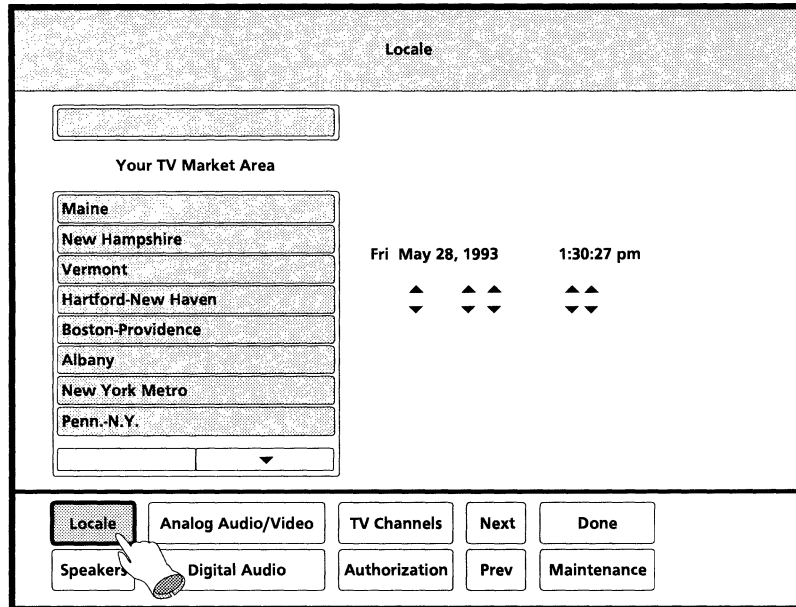 Locale
Your TV Market Area
Maine
New Hampshire
Vermont
Hartford-New Haven
Boston-Providence
Albany
New York Metro
Penn.-N.Y.
Fri May 28, 1993 1:30:27 pm
Locale Analog Audio/Video TV Channels Next Done
Speakers Digital Audio Authorization Prev Maintenance